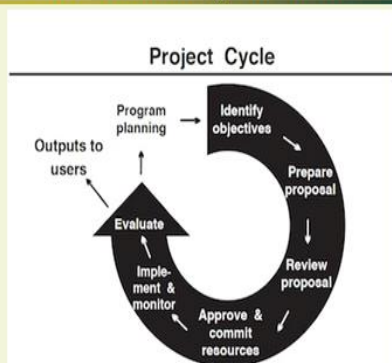 Project Cycle
Program
planning
Identify
objectives
Prepare
proposal
Review
proposal
Approve &
commit
resources
Imple-
ment &
monitor
Evaluate
Outputs to
users